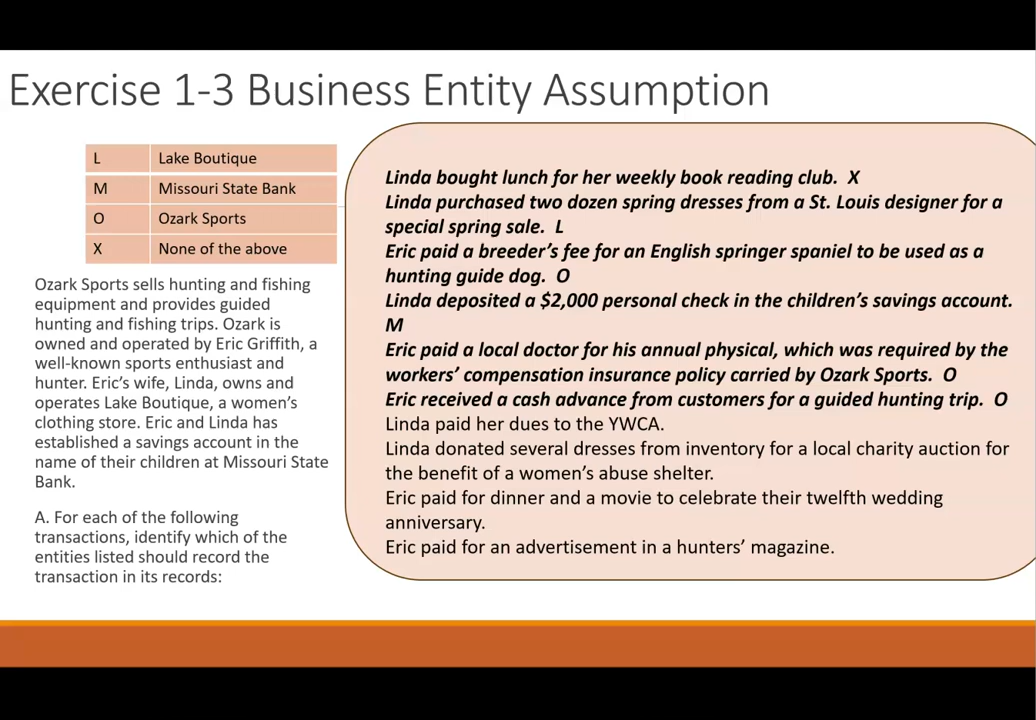 Exercise 1-3 Business Entity Assumption
L Lake Boutique
M Missouri State Bank
O Ozark Sports
X None of the above
Ozark Sports sells hunting and fishing
equipment and provides guided
hunting and fishing trips. Ozark is
owned and operated by Eric Griffith, a
well-known sports enthusiast and
hunter. Eric’s wife, Linda, owns and
operates Lake Boutique, a women’s
clothing store. Eric and Linda has
established a savings account in the
name of their children at Missouri State
Bank.
A. For each of the following
transactions, identify which of the
entities listed should record the
transaction in its records:
Linda bought lunch for her weekly book reading club. X
Linda purchased two dozen spring dresses from a St. Louis designer for a
special spring sale. L
Eric paid a breeder’s fee for an English springer spaniel to be used as a
hunting guide dog. O
Linda deposited a $2,000 personal check in the children’s savings account.
M
Eric paid a local doctor for his annual physical, which was required by the
workers’ compensation insurance policy carried by Ozark Sports. O
Eric received a cash advance from customers for a guided hunting trip. O
Linda paid her dues to the YWCA.
Linda donated several dresses from inventory for a local charity auction for
the benefit of a women’s abuse shelter.
Eric paid for dinner and a movie to celebrate their twelfth wedding
anniversary.
Eric paid for an advertisement in a hunters’ magazine.